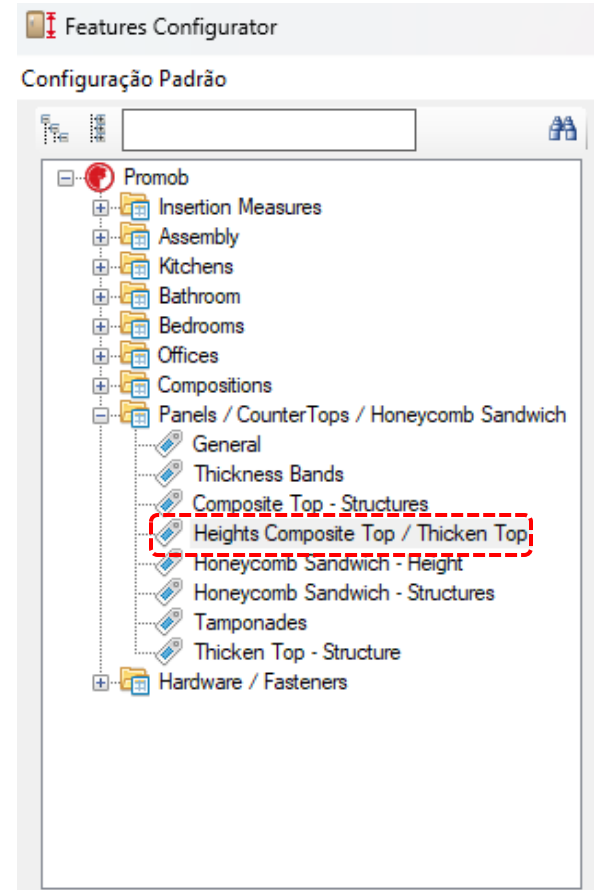 Features Configurator
Configuração Padrão
Promob
Insertion Measures
Assembly
Kitchens
Bathroom
Bedrooms
Offices
Compositions
Panels / CounterTops / Honeycomb Sandwich
General
Thickness Bands
Composite Top - Structures
Heights Composite Top / Thicken Top
Honeycomb Sandwich - Height
Honeycomb Sandwich - Structures
Tamponades
Thicken Top - Structure
Hardware / Fasteners